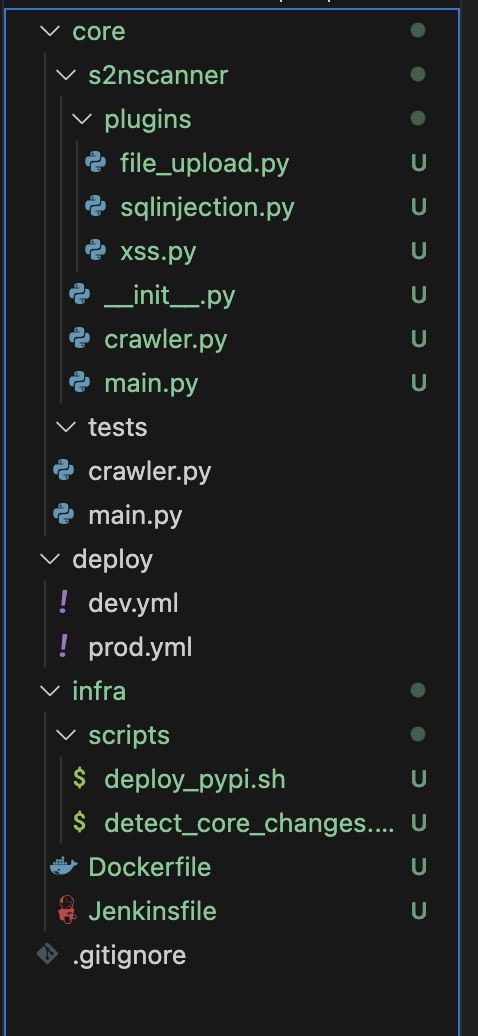 core
s2nscanner
plugins
file_upload.py U
sqlinjection.py U
xss.py U
__init__.py U
crawler.py U
main.py U
tests
crawler.py
main.py
deploy
! dev.yml
! prod.yml
infra
scripts
$ deploy_pypi.sh U
$ detect_core_changes.... U
Dockerfile U
Jenkinsfile U
.gitignore